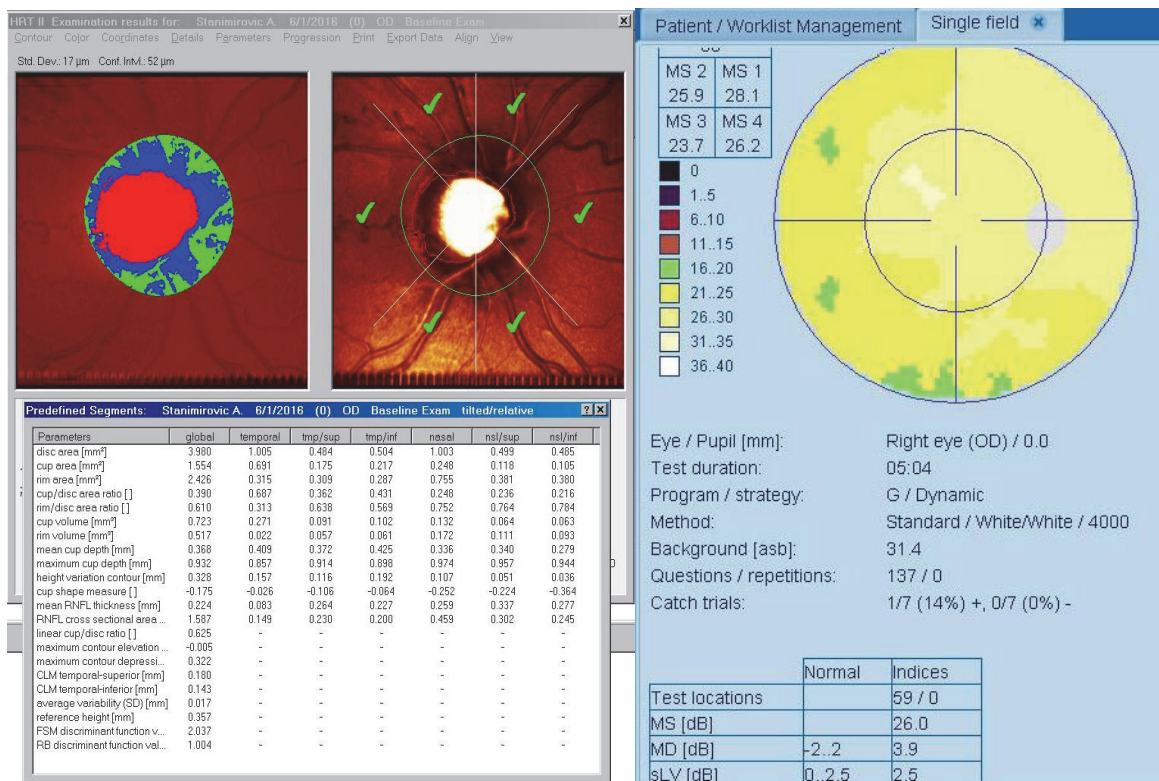 HRT II Examination results for: Stanimirovic A. 6/1/2016 (0) OD Baseline Exam
Contour Color Coordinates Details Parameters Progression Print Export Data Align View
Std. Dev.: 17 µm Conf. Intvl.: 52 µm
Predefined Segments: Stanimirovic A. 6/1/2016 (0) OD Baseline Exam tilted/relative
Parameters global temporal tmp/sup tmp/inf nasal nsl/sup nsl/inf
disc area [mm²] 3.980 1.005 0.484 0.504 1.003 0.499 0.485
cup area [mm²] 1.554 0.691 0.175 0.217 0.248 0.118 0.105
rim area [mm²] 2.426 0.315 0.309 0.287 0.755 0.381 0.380
cup/disc area ratio [ ] 0.390 0.687 0.362 0.431 0.248 0.236 0.216
rim/disc area ratio [ ] 0.610 0.313 0.638 0.569 0.752 0.764 0.784
cup volume [mm³] 0.723 0.271 0.091 0.102 0.132 0.064 0.063
rim volume [mm³] 0.517 0.022 0.057 0.061 0.172 0.111 0.093
mean cup depth [mm] 0.368 0.409 0.372 0.425 0.336 0.340 0.279
maximum cup depth [mm] 0.932 0.857 0.914 0.898 0.974 0.957 0.944
height variation contour [mm] 0.328 0.157 0.116 0.192 0.107 0.051 0.036
cup shape measure [ ] -0.175 -0.026 -0.106 -0.064 -0.252 -0.224 -0.364
mean RNFL thickness [mm] 0.224 0.083 0.264 0.227 0.259 0.337 0.277
RNFL cross sectional area ... 1.587 0.149 0.230 0.200 0.459 0.302 0.245
linear cup/disc ratio [ ] 0.625 - - - - - -
maximum contour elevation ... -0.005 - - - - - -
maximum contour depressi... 0.322 - - - - - -
CLM temporal-superior [mm] 0.180 - - - - - -
CLM temporal-inferior [mm] 0.143 - - - - - -
average variability (SD) [mm] 0.017 - - - - - -
reference height [mm] 0.357 - - - - - -
FSM discriminant function v... 2.037 - - - - - -
RB discriminant function val... 1.004 - - - - - -
Patient / Worklist Management Single field
MS 2 MS 1
25.9 28.1
MS 3 MS 4
23.7 26.2
0
1..5
6..10
11..15
16..20
21..25
26..30
31..35
36..40
Eye / Pupil [mm]: Right eye (OD) / 0.0
Test duration: 05:04
Program / strategy: G / Dynamic
Method: Standard / White/White / 4000
Background [asb]: 31.4
Questions / repetitions: 137 / 0
Catch trials: 1/7 (14%) +, 0/7 (0%) -
Normal Indices
Test locations 59 / 0
MS [dB] 26.0
MD [dB] -2..2 3.9
sLV [dB] 0..2.5 2.5